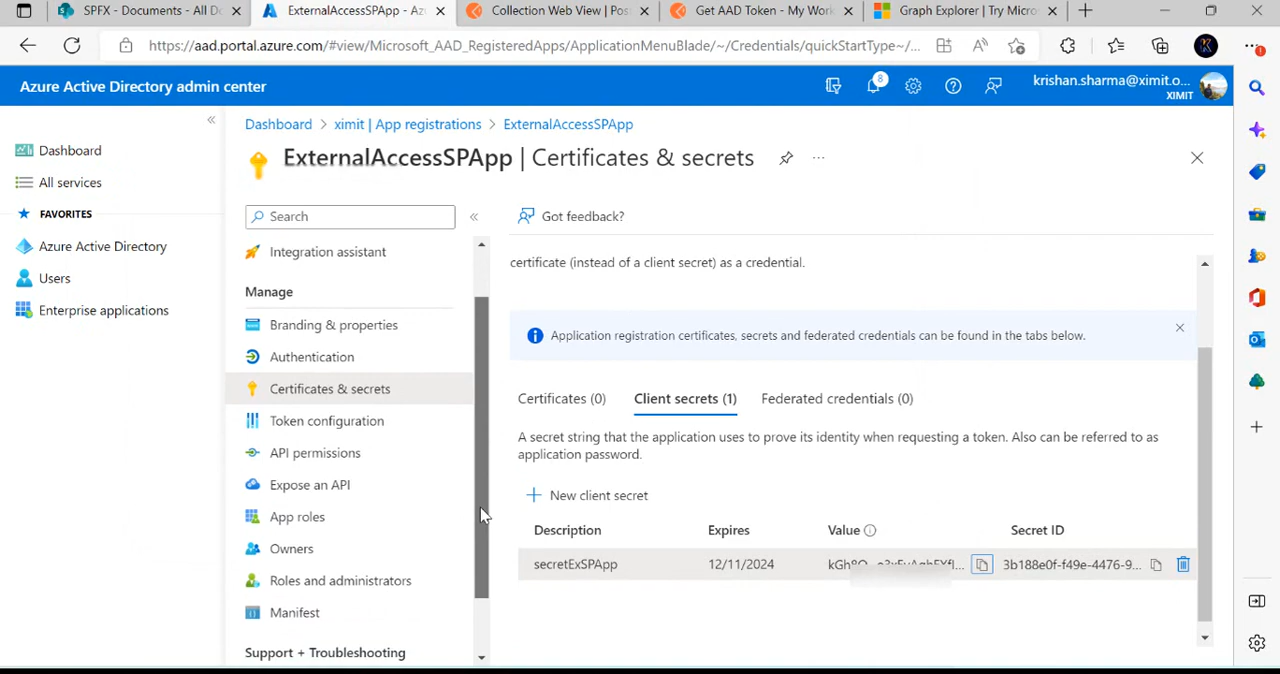 SPFX - Documents - All Do
ExternalAccessSPApp - Azu
Collection Web View | Pos
Get AAD Token - My Work
Graph Explorer | Try Micro
https://aad.portal.azure.com/#view/Microsoft_AAD_RegisteredApps/ApplicationMenuBlade/~/Credentials/quickStartType~/...
Azure Active Directory admin center
8
krishan.sharma@ximit.o...
XIMIT
Dashboard
All services
FAVORITES
Azure Active Directory
Users
Enterprise applications
Dashboard > ximit | App registrations > ExternalAccessSPApp
ExternalAccessSPApp | Certificates & secrets
Search
Integration assistant
Manage
Branding & properties
Authentication
Certificates & secrets
Token configuration
API permissions
Expose an API
App roles
Owners
Roles and administrators
Manifest
Support + Troubleshooting
Got feedback?
certificate (instead of a client secret) as a credential.
Application registration certificates, secrets and federated credentials can be found in the tabs below.
Certificates (0) Client secrets (1) Federated credentials (0)
A secret string that the application uses to prove its identity when requesting a token. Also can be referred to as
application password.
New client secret
Description Expires Value Secret ID
secretExSPApp 12/11/2024 3b188e0f-f49e-4476-9...